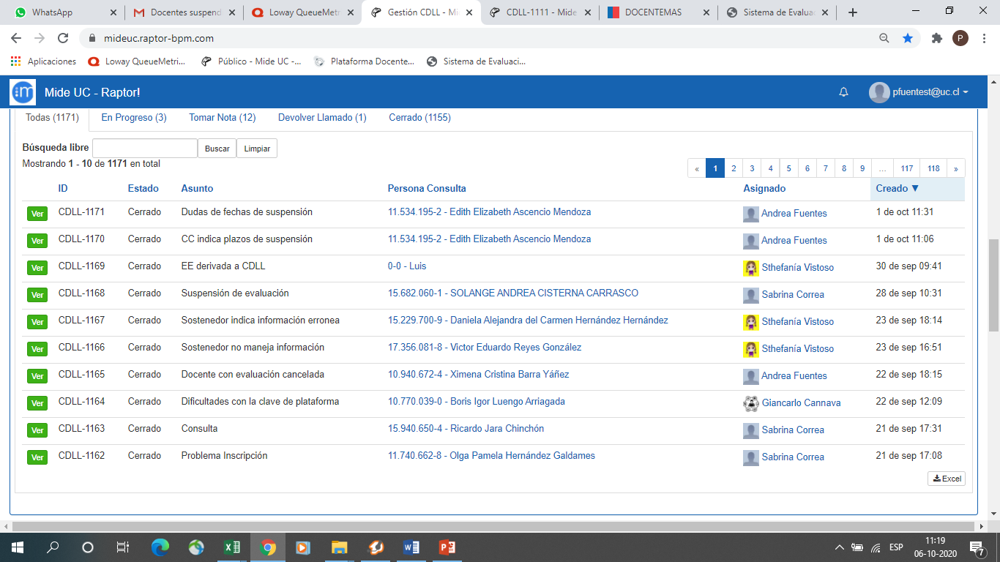 WhatsApp
Docentes suspend
Loway QueueMetr
Gestión CDLL - Mi
CDLL-1111 - Mide
DOCENTEMAS
Sistema de Evalua
mideuc.raptor-bpm.com
P
Aplicaciones
Loway QueueMetri...
Público - Mide UC -...
Plataforma Docente...
Sistema de Evaluaci...
:m
Mide UC - Raptor!
pfuentest@uc.cl
Todas (1171)
En Progreso (3)
Tomar Nota (12)
Devolver Llamado (1)
Cerrado (1155)
Búsqueda libre
Buscar
Limpiar
Mostrando 1 - 10 de 1171 en total
« 1 2 3 4 5 6 7 8 9 ... 117 118 »
ID Estado Asunto Persona Consulta Asignado Creado ▼
Ver CDLL-1171 Cerrado Dudas de fechas de suspensión 11.534.195-2 - Edith Elizabeth Ascencio Mendoza Andrea Fuentes 1 de oct 11:31
Ver CDLL-1170 Cerrado CC indica plazos de suspensión 11.534.195-2 - Edith Elizabeth Ascencio Mendoza Andrea Fuentes 1 de oct 11:06
Ver CDLL-1169 Cerrado EE derivada a CDLL 0-0 - Luis Sthefanía Vistoso 30 de sep 09:41
Ver CDLL-1168 Cerrado Suspensión de evaluación 15.682.060-1 - SOLANGE ANDREA CISTERNA CARRASCO Sabrina Correa 28 de sep 10:31
Ver CDLL-1167 Cerrado Sostenedor indica información erronea 15.229.700-9 - Daniela Alejandra del Carmen Hernández Hernández Sthefanía Vistoso 23 de sep 18:14
Ver CDLL-1166 Cerrado Sostenedor no maneja información 17.356.081-8 - Victor Eduardo Reyes González Sthefanía Vistoso 23 de sep 16:51
Ver CDLL-1165 Cerrado Docente con evaluación cancelada 10.940.672-4 - Ximena Cristina Barra Yáñez Andrea Fuentes 22 de sep 18:15
Ver CDLL-1164 Cerrado Dificultades con la clave de plataforma 10.770.039-0 - Boris Igor Luengo Arriagada Giancarlo Cannava 22 de sep 12:09
Ver CDLL-1163 Cerrado Consulta 15.940.650-4 - Ricardo Jara Chinchón Sabrina Correa 21 de sep 17:31
Ver CDLL-1162 Cerrado Problema Inscripción 11.740.662-8 - Olga Pamela Hernández Galdames Sabrina Correa 21 de sep 17:08
Excel
ESP
11:19
06-10-2020
7